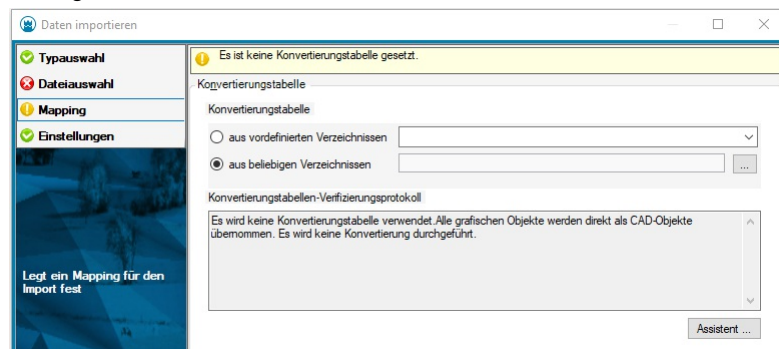 Daten importieren
Typauswahl
Dateiauswahl
Mapping
Einstellungen
Legt ein Mapping für den
Import fest
Es ist keine Konvertierungstabelle gesetzt.
Konvertierungstabelle
Konvertierungstabelle
aus vordefinierten Verzeichnissen
aus beliebigen Verzeichnissen
...
Konvertierungstabellen-Verifizierungsprotokoll
Es wird keine Konvertierungstabelle verwendet.Alle grafischen Objekte werden direkt als CAD-Objekte
übernommen. Es wird keine Konvertierung durchgeführt.
Assistent ...